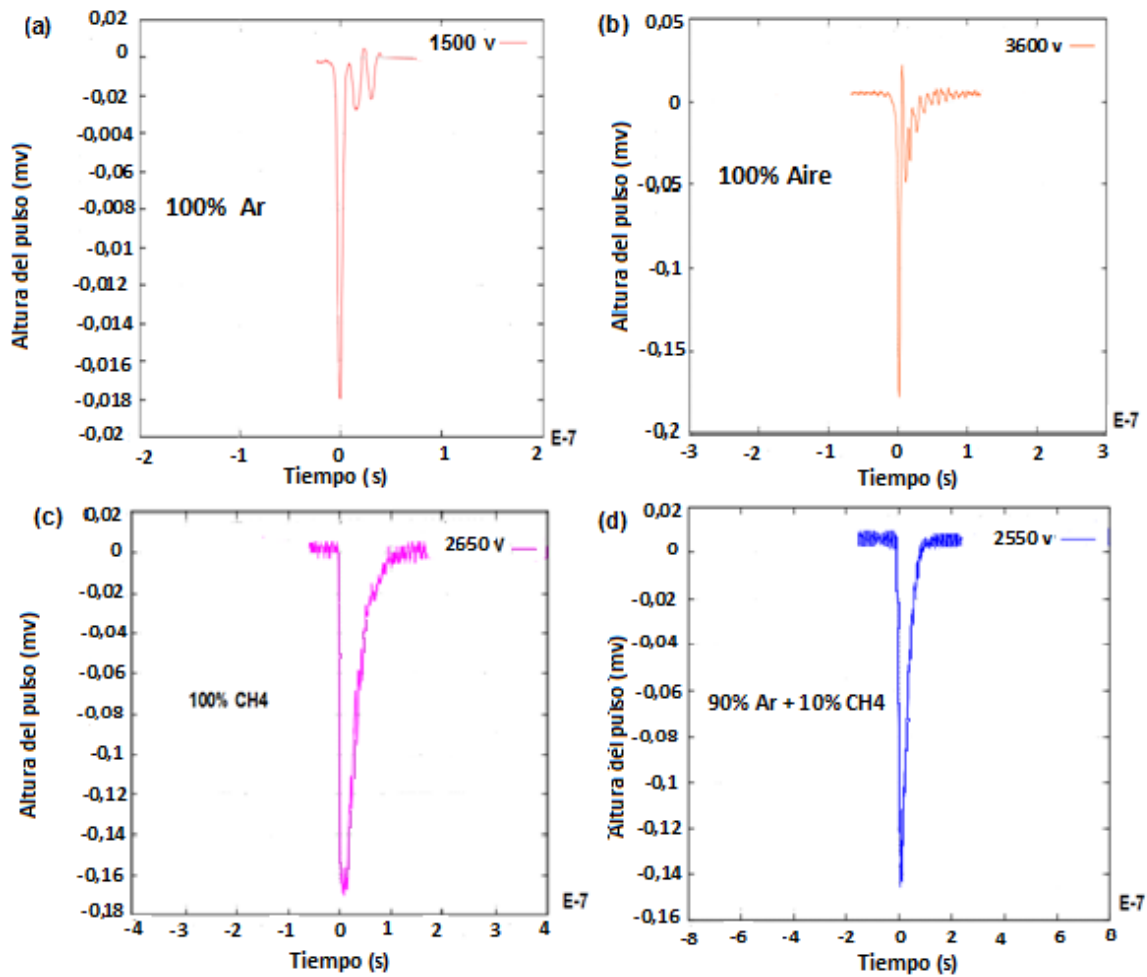 (a)
Altura del pulso (mv)
0,02
0
-0,02
-0,004
-0,06
-0,008
-0,01
-0,012
-0,014
-0,016
-0,018
-0,02
1500 v
100% Ar
-2 -1 0 1 2
E-7
Tiempo (s)
(b)
Altura del pulso (mv)
0,05
0
-0,05
-0,1
-0,15
-0,2
3600 v
100% Aire
-3 -2 -1 0 1 2 3
E-7
Tiempo (s)
(c)
Altura del pulso (mv)
0,02
0
-0,02
-0,04
-0,06
-0,08
-0,1
-0,12
-0,14
-0,16
-0,18
2650 v
100% CH4
-4 -3 -2 -1 0 1 2 3 4
E-7
Tiempo (s)
(d)
Altura del pulso (mv)
0,02
0
-0,02
-0,04
-0,06
-0,08
-0,1
-0,12
-0,14
-0,16
2550 v
90% Ar + 10% CH4
-8 -6 -4 -2 0 2 4 6 8
E-7
Tiempo (s)